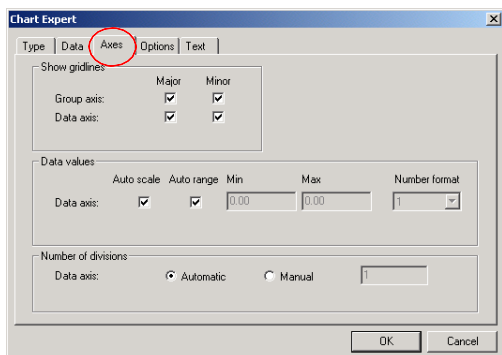 Chart Expert
Type Data Axes Options Text
Show gridlines
Major Minor
Group axis:
Data axis:
Data values
Auto scale Auto range Min Max Number format
Data axis: 0.00 0.00 1
Number of divisions
Data axis: Automatic Manual 1
OK Cancel